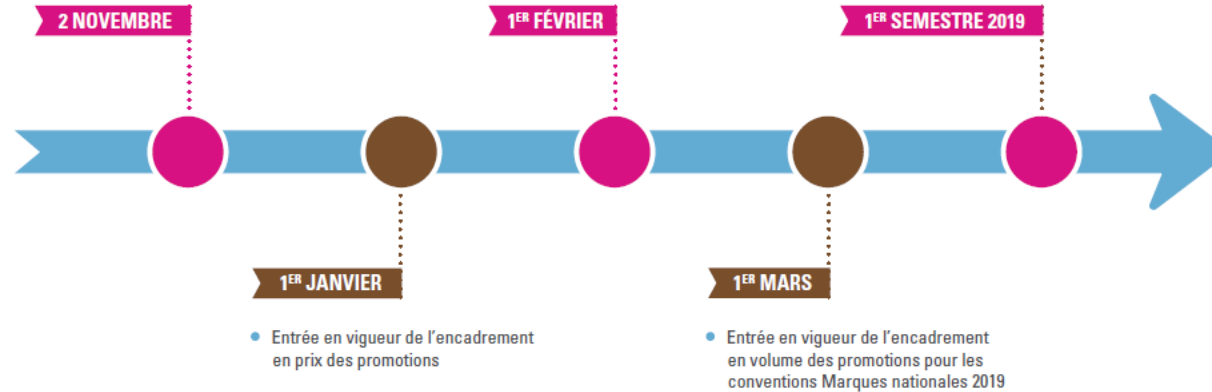 2 NOVEMBRE
1ER FÉVRIER
1ER SEMESTRE 2019
1ER JANVIER
Entrée en vigueur de l'encadrement
en prix des promotions
1ER MARS
Entrée en vigueur de l'encadrement
en volume des promotions pour les
conventions Marques nationales 2019